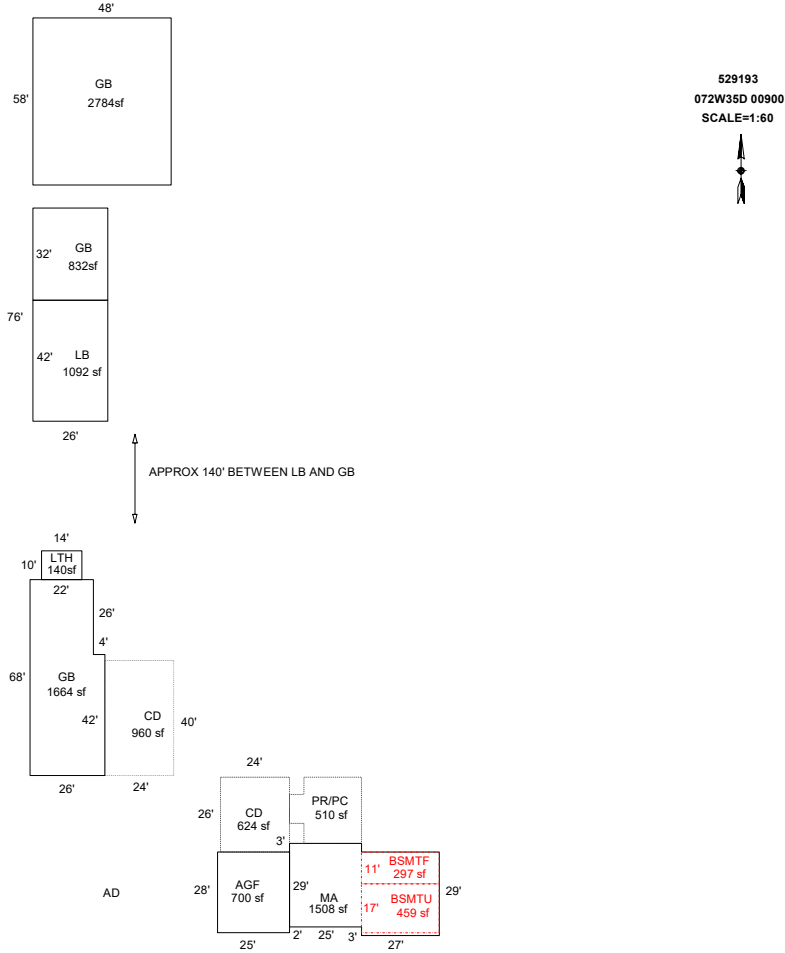 48'
GB
58'
2784sf
529193
072W35D 00900
SCALE=1:60
32'
GB
832sf
76'
42'
LB
1092 sf
26'
APPROX 140' BETWEEN LB AND GB
14'
10'
LTH
140sf
22'
26'
4'
68'
GB
1664 sf
42'
CD
960 sf
40'
26'
24'
24'
26'
CD
624 sf
PR/PC
510 sf
3'
28'
AGF
700 sf
29'
MA
1508 sf
11'
BSMTF
297 sf
17'
BSMTU
459 sf
29'
AD
25'
2'
25'
3'
27'